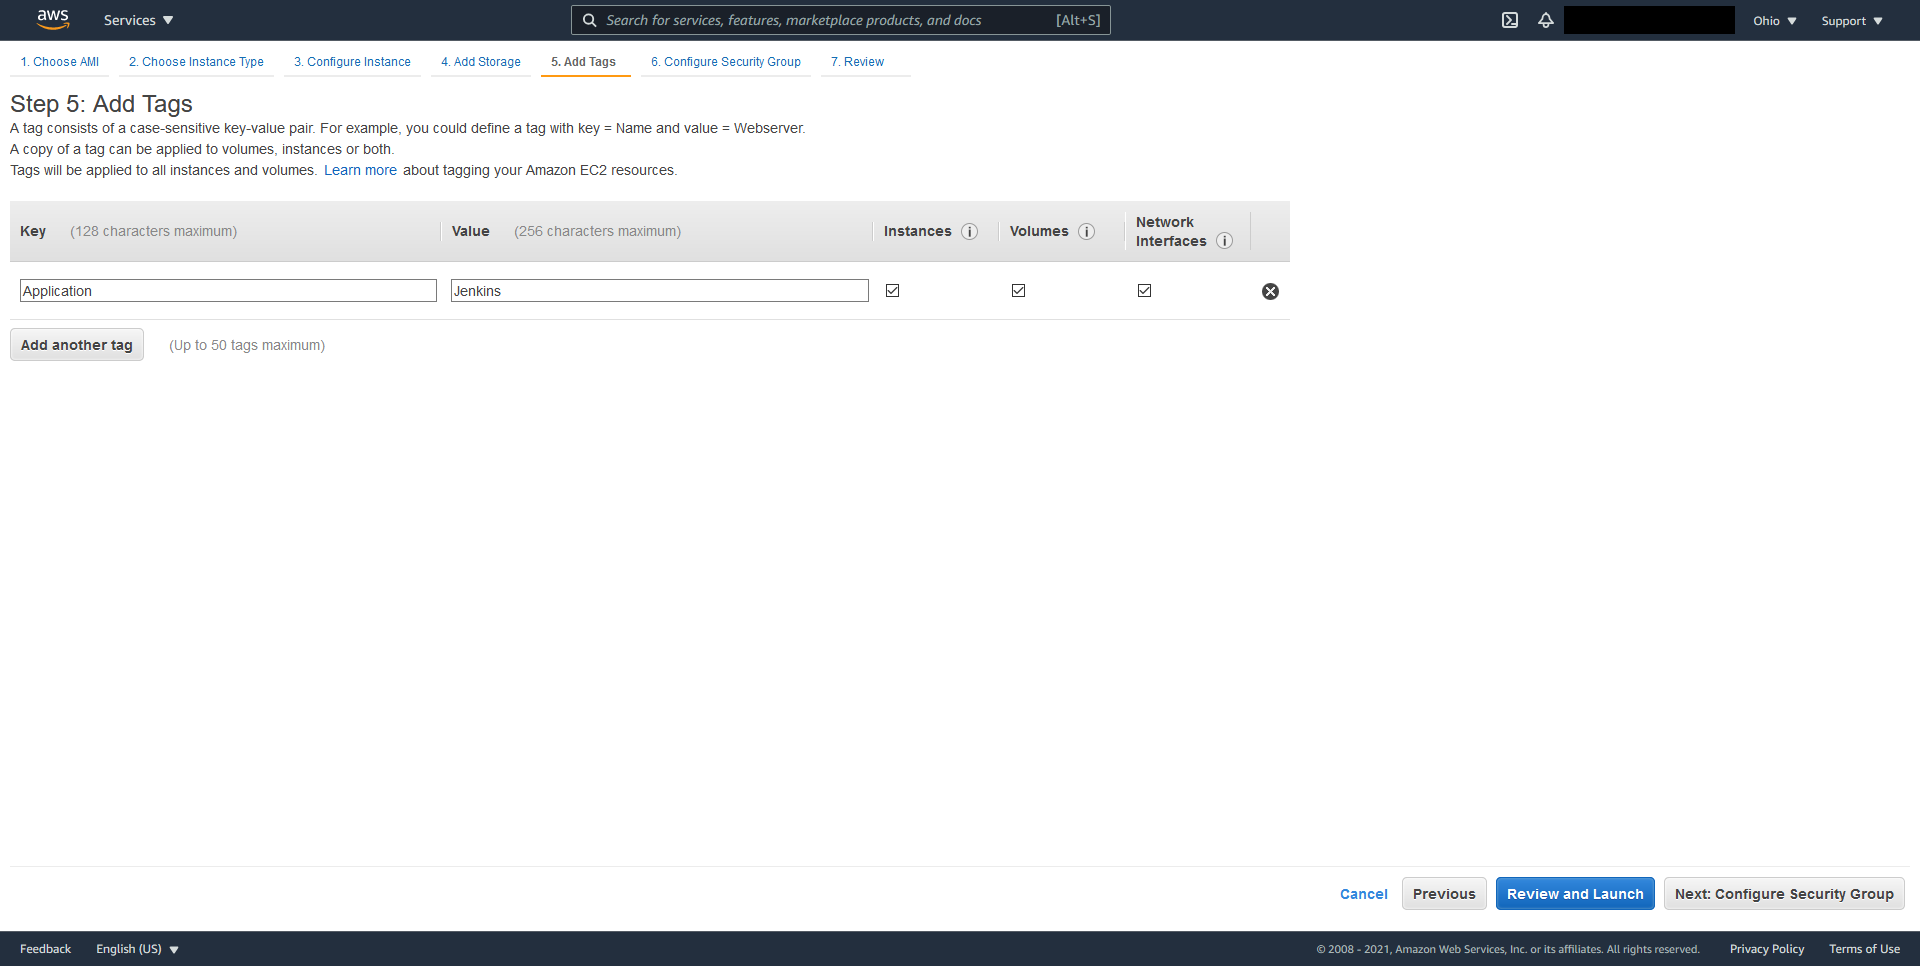 aws Services Search for services, features, marketplace products, and docs [Alt+S] Ohio Support
1. Choose AMI 2. Choose Instance Type 3. Configure Instance 4. Add Storage 5. Add Tags 6. Configure Security Group 7. Review
Step 5: Add Tags
A tag consists of a case-sensitive key-value pair. For example, you could define a tag with key = Name and value = Webserver.
A copy of a tag can be applied to volumes, instances or both.
Tags will be applied to all instances and volumes. Learn more about tagging your Amazon EC2 resources.
Key (128 characters maximum) Value (256 characters maximum) Instances i Volumes i Network
Interfaces i
Application Jenkins
Add another tag (Up to 50 tags maximum)
Cancel Previous Review and Launch Next: Configure Security Group
Feedback English (US) © 2008 - 2021, Amazon Web Services, Inc. or its affiliates. All rights reserved. Privacy Policy Terms of Use